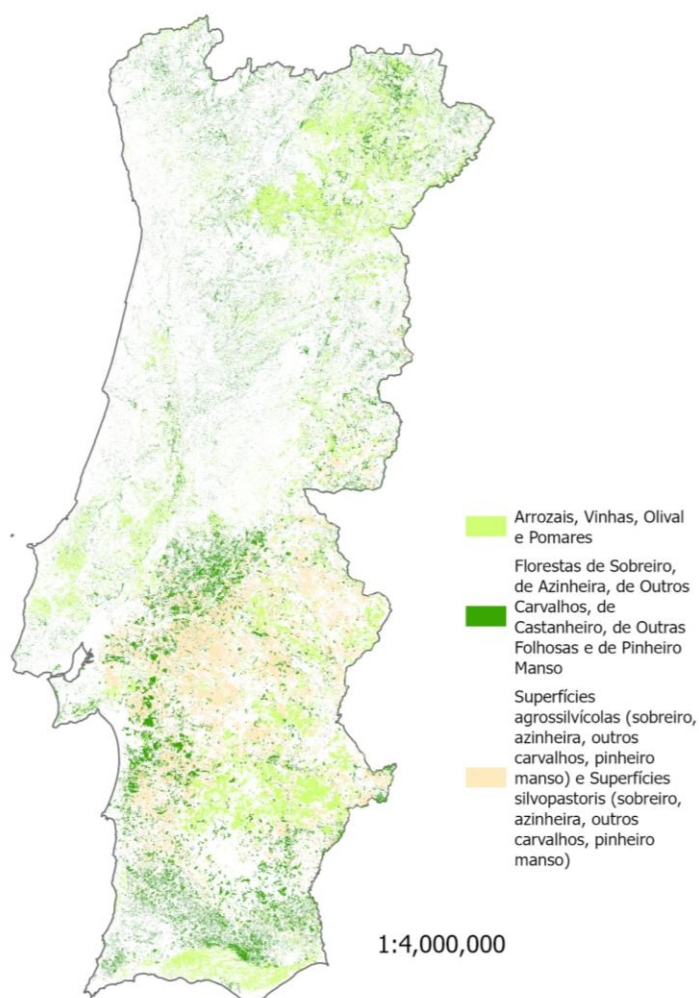 Arrozais, Vinhas, Olival
e Pomares
Florestas de Sobreiro,
de Azinheira, de Outros
Carvalhos, de
Castanheiro, de Outras
Folhosas e de Pinheiro
Manso
Superfícies
agrossilvícolas (sobreiro,
azinheira, outros
carvalhos, pinheiro
manso) e Superfícies
silvopastoris (sobreiro,
azinheira, outros
carvalhos, pinheiro
manso)
1:4,000,000